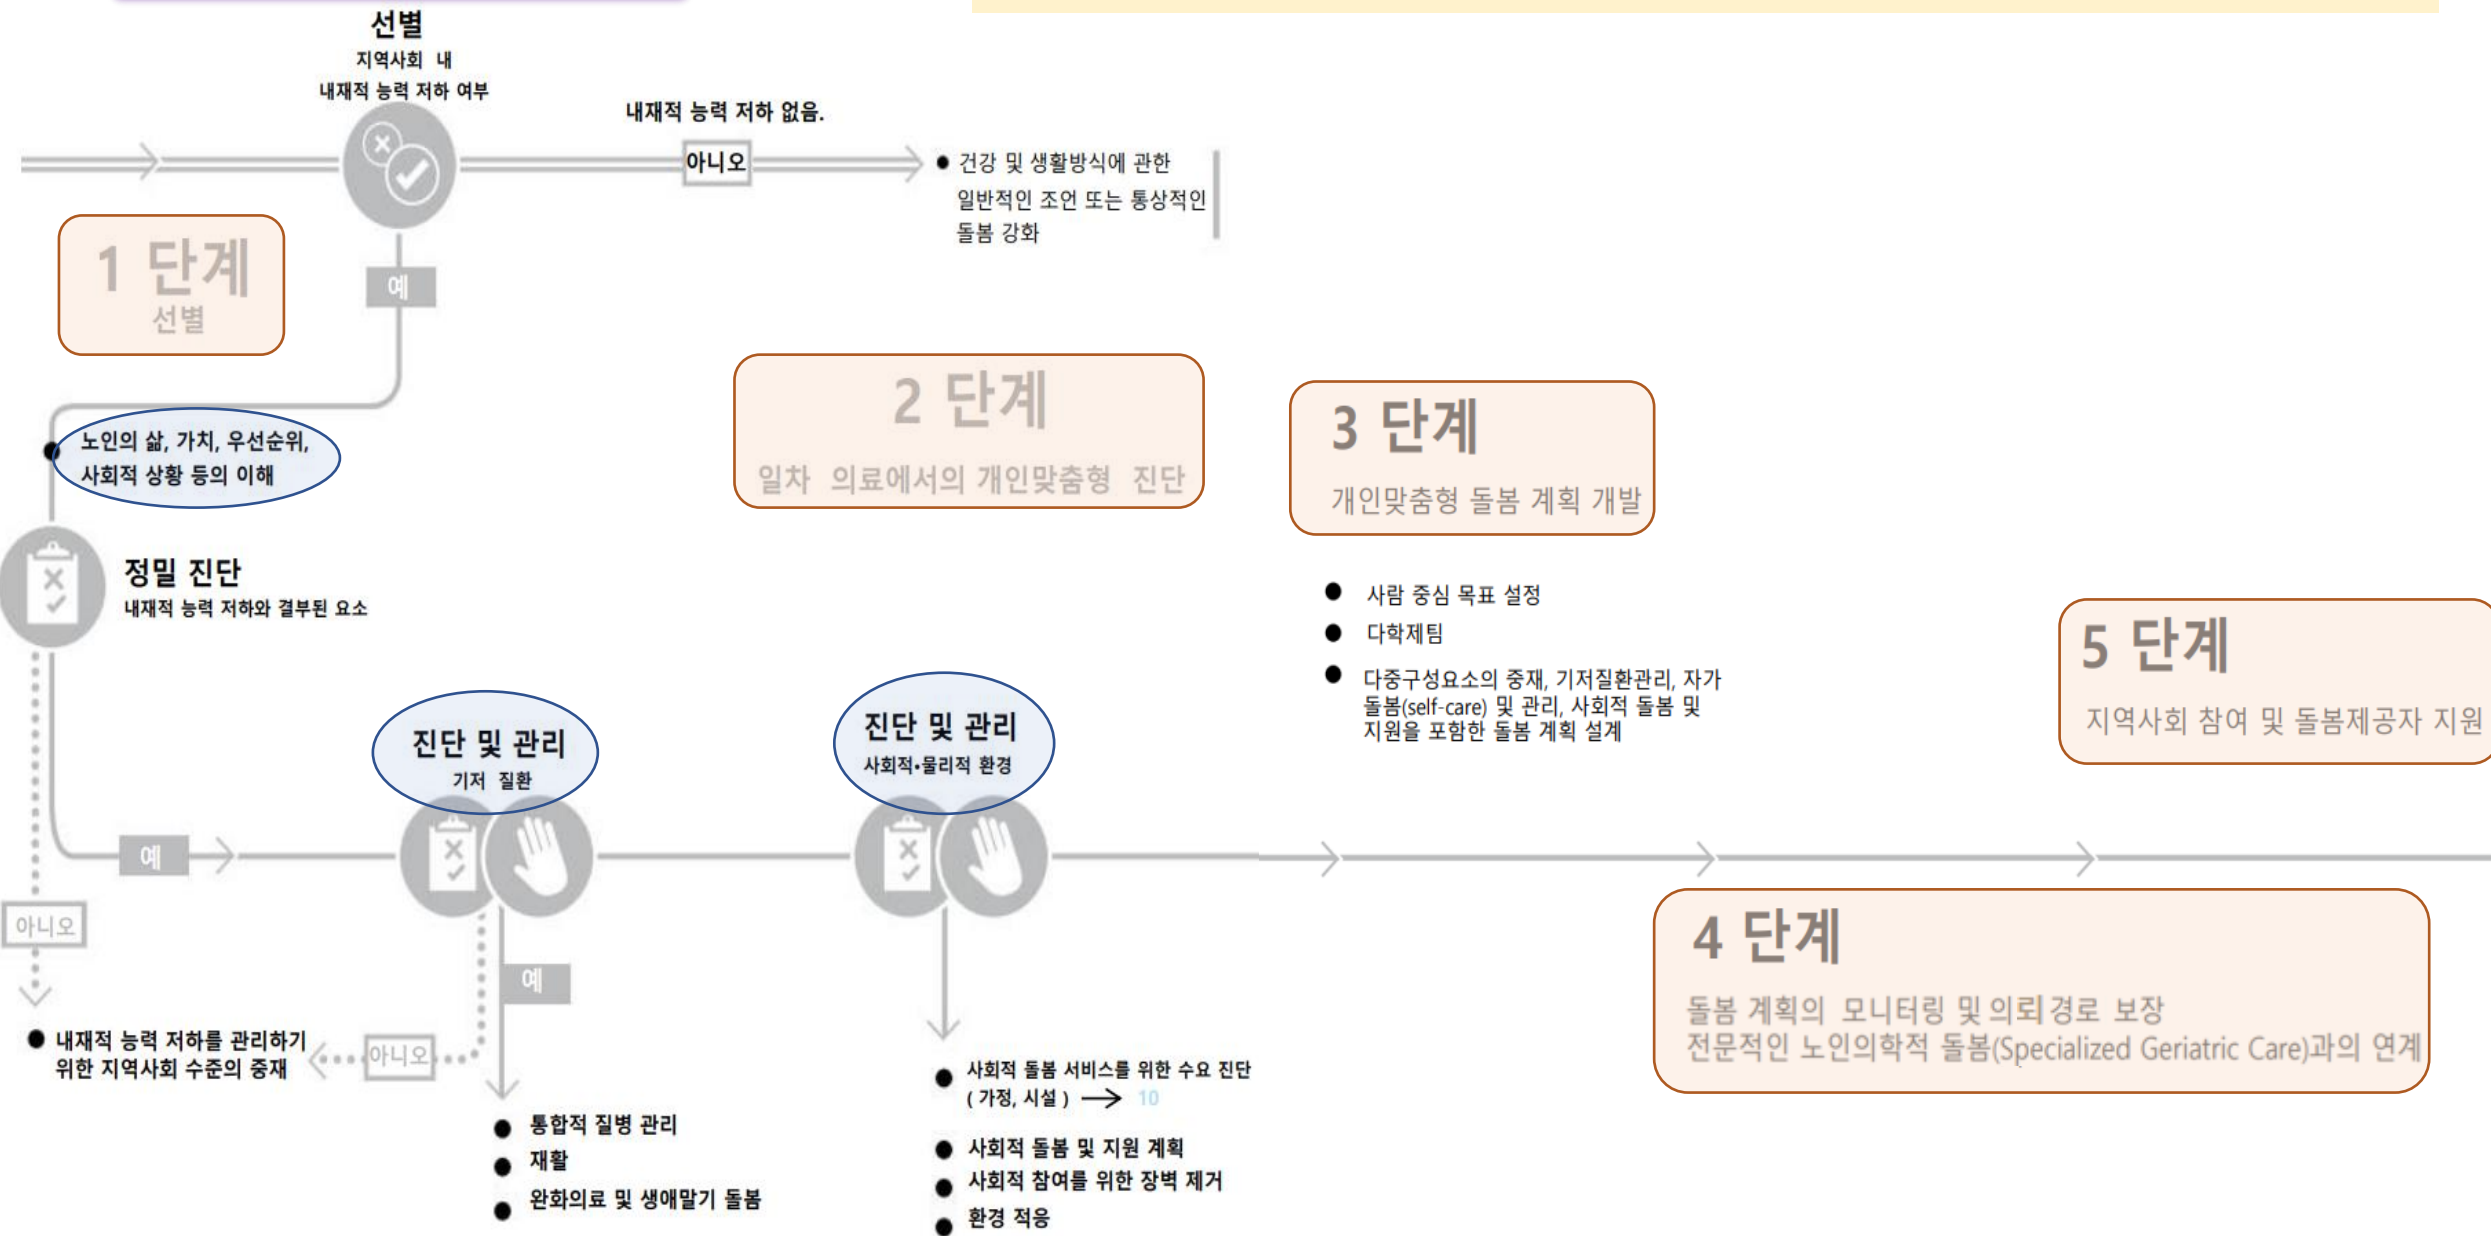 선별
지역사회 내
내재적 능력 저하 여부
내재적 능력 저하 없음.
아니오
● 건강 및 생활방식에 관한
일반적인 조언 또는 통상적인
돌봄 강화
1 단계
선별
예
2 단계
일차 의료에서의 개인맞춤형 진단
3 단계
개인맞춤형 돌봄 계획 개발
● 노인의 삶, 가치, 우선순위,
사회적 상황 등의 이해
정밀 진단
내재적 능력 저하와 결부된 요소
● 사람 중심 목표 설정
● 다학제팀
● 다중구성요소의 중재, 기저질환관리, 자가
돌봄(self-care) 및 관리, 사회적 돌봄 및
지원을 포함한 돌봄 계획 설계
5 단계
지역사회 참여 및 돌봄제공자 지원
진단 및 관리
기저 질환
진단 및 관리
사회적•물리적 환경
예
아니오
예
4 단계
돌봄 계획의 모니터링 및 의뢰 경로 보장
전문적인 노인의학적 돌봄(Specialized Geriatric Care)과의 연계
● 내재적 능력 저하를 관리하기
위한 지역사회 수준의 중재
아니오
● 통합적 질병 관리
● 재활
● 완화의료 및 생애말기 돌봄
● 사회적 돌봄 서비스를 위한 수요 진단
( 가정, 시설 ) → 10
● 사회적 돌봄 및 지원 계획
● 사회적 참여를 위한 장벽 제거
● 환경 적응